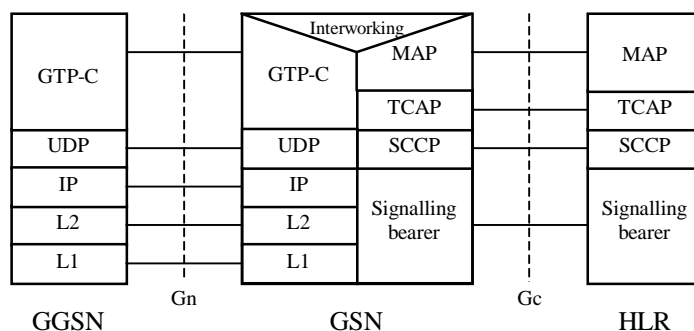 Interworking
GTP-C
GTP-C
MAP
MAP
TCAP
TCAP
UDP
UDP
SCCP
SCCP
IP
IP
L2
L2
Signalling
bearer
Signalling
bearer
L1
L1
Gn
Gc
GGSN
GSN
HLR